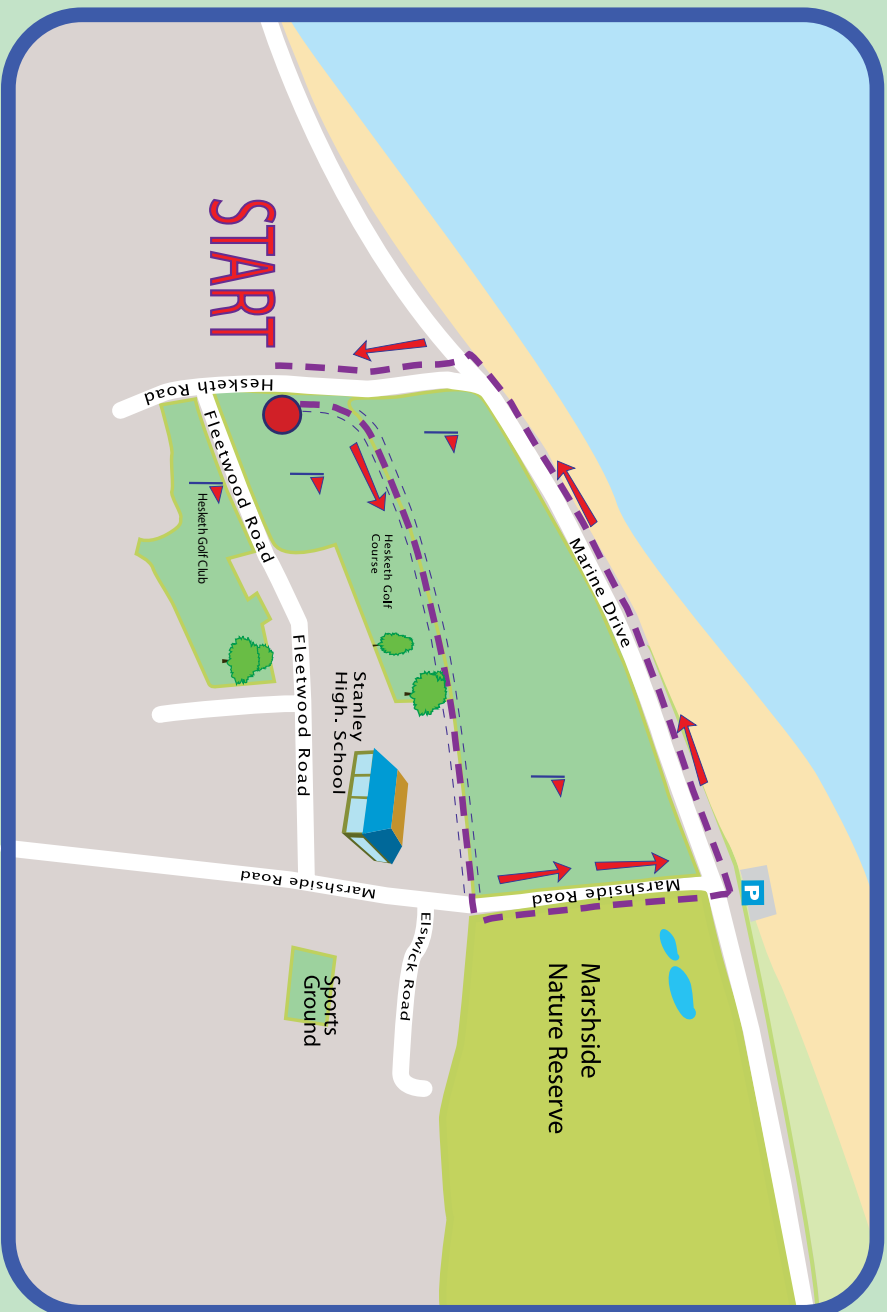 START
Hesketh Road
Fleetwood Road
Hesketh Golf Club
Hesketh Golf
Course
Marine Drive
Fleetwood Road
Stanley
High. School
Marshside Road
Marshside Road
P
Elswick Road
Sports
Ground
Marshside
Nature Reserve